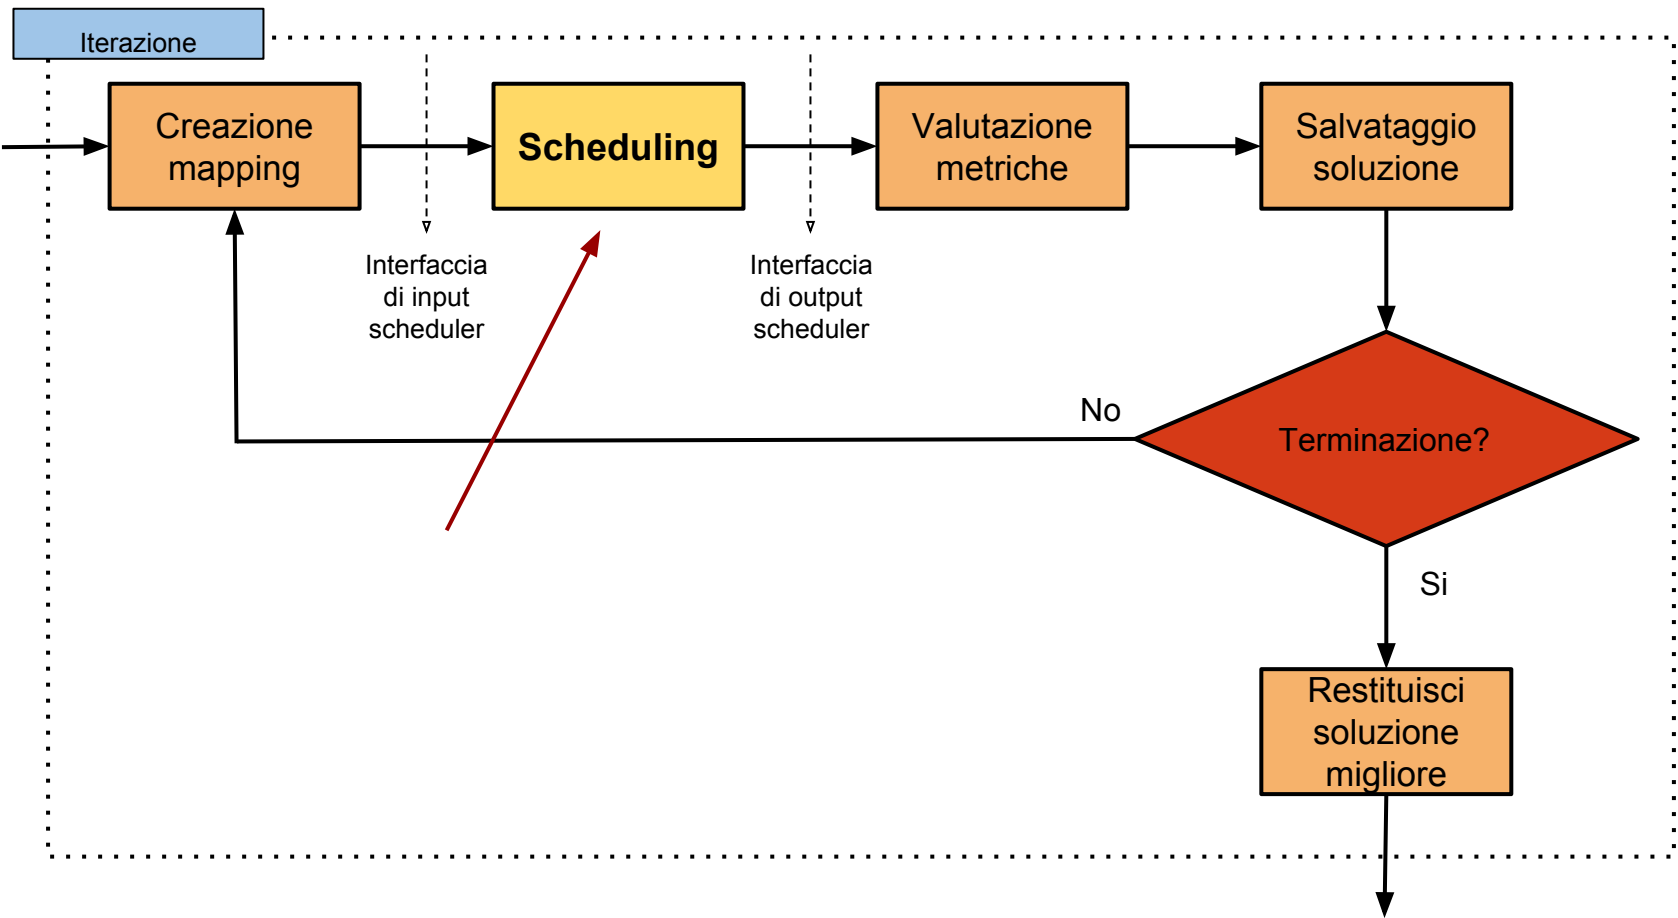 Iterazione
Creazione
mapping
Scheduling
Valutazione
metriche
Salvataggio
soluzione
Interfaccia
di input
scheduler
Interfaccia
di output
scheduler
No
Terminazione?
Si
Restituisci
soluzione
migliore